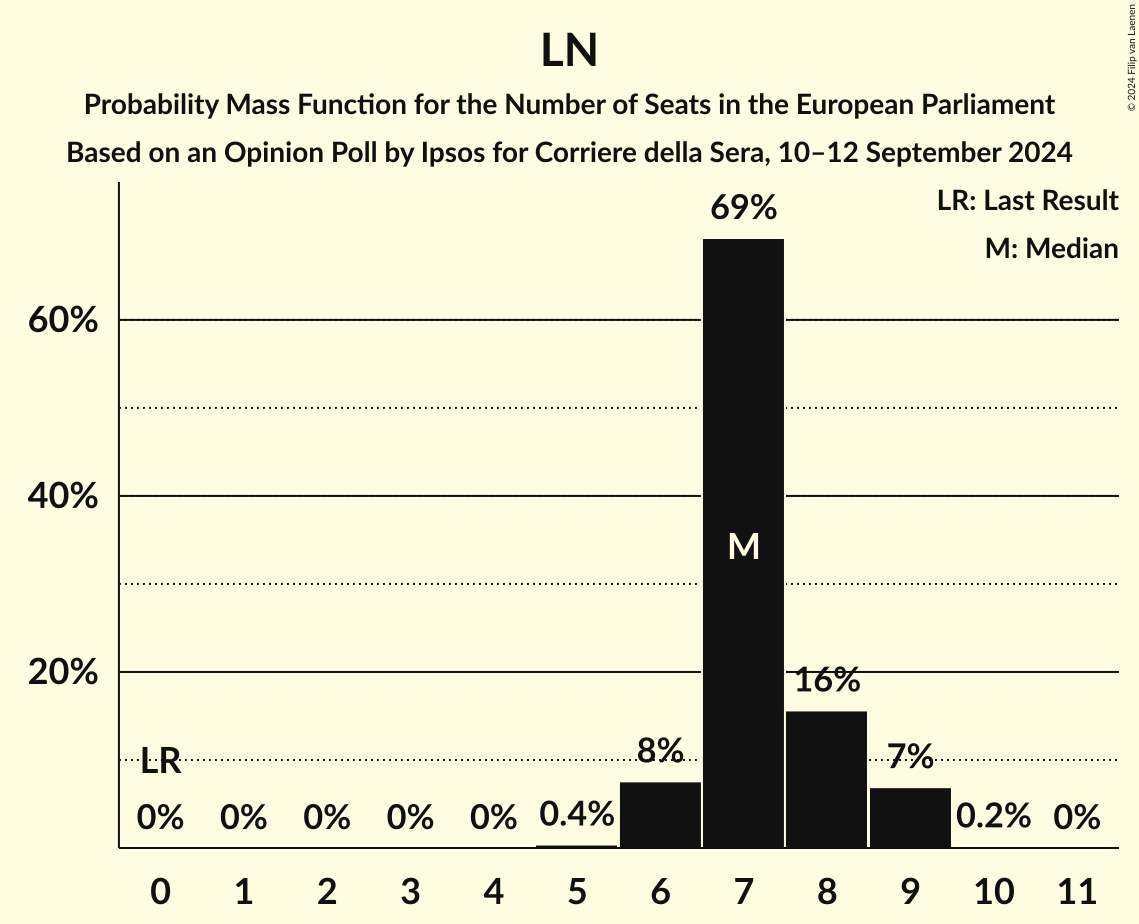 LN
Probability Mass Function for the Number of Seats in the European Parliament
Based on an Opinion Poll by Ipsos for Corriere della Sera, 10–12 September 2024
© 2024 Filip van Laenen
LR: Last Result
M: Median
69%
60%
40%
M
20%
16%
LR
8%
7%
0% 0% 0% 0% 0% 0.4% 0.2% 0%
0 1 2 3 4 5 6 7 8 9 10 11